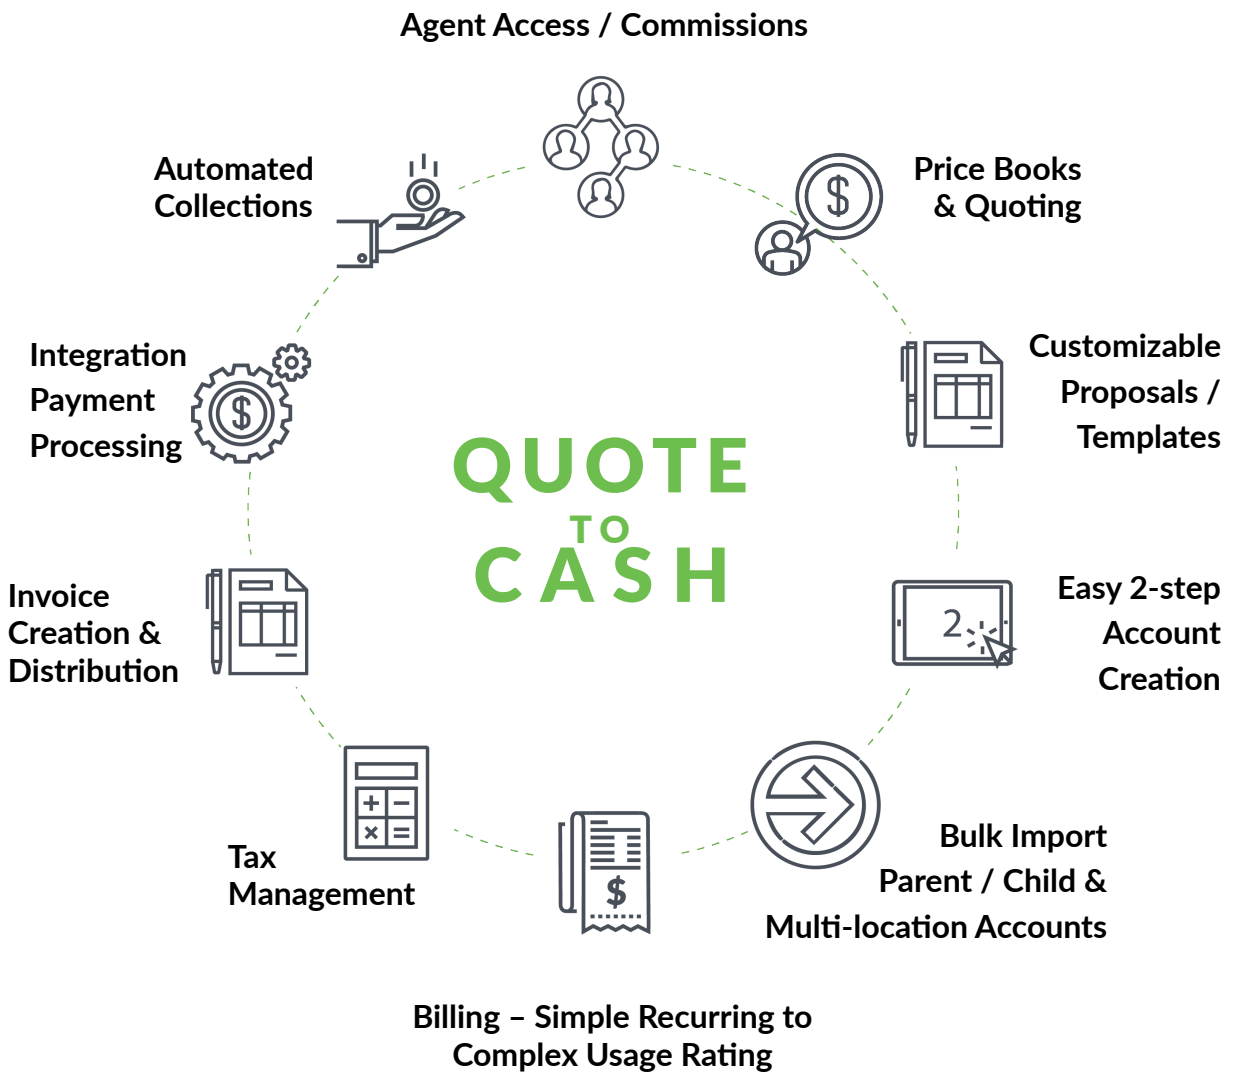 Agent Access / Commissions
Price Books
& Quoting
Customizable
Proposals /
Templates
Easy 2-step
Account
Creation
2
Bulk Import
Parent / Child &
Multi-location Accounts
Billing – Simple Recurring to
Complex Usage Rating
Tax
Management
Invoice
Creation &
Distribution
Integration
Payment
Processing
Automated
Collections
QUOTE
TO
CASH
$
$
$
+ −
× =